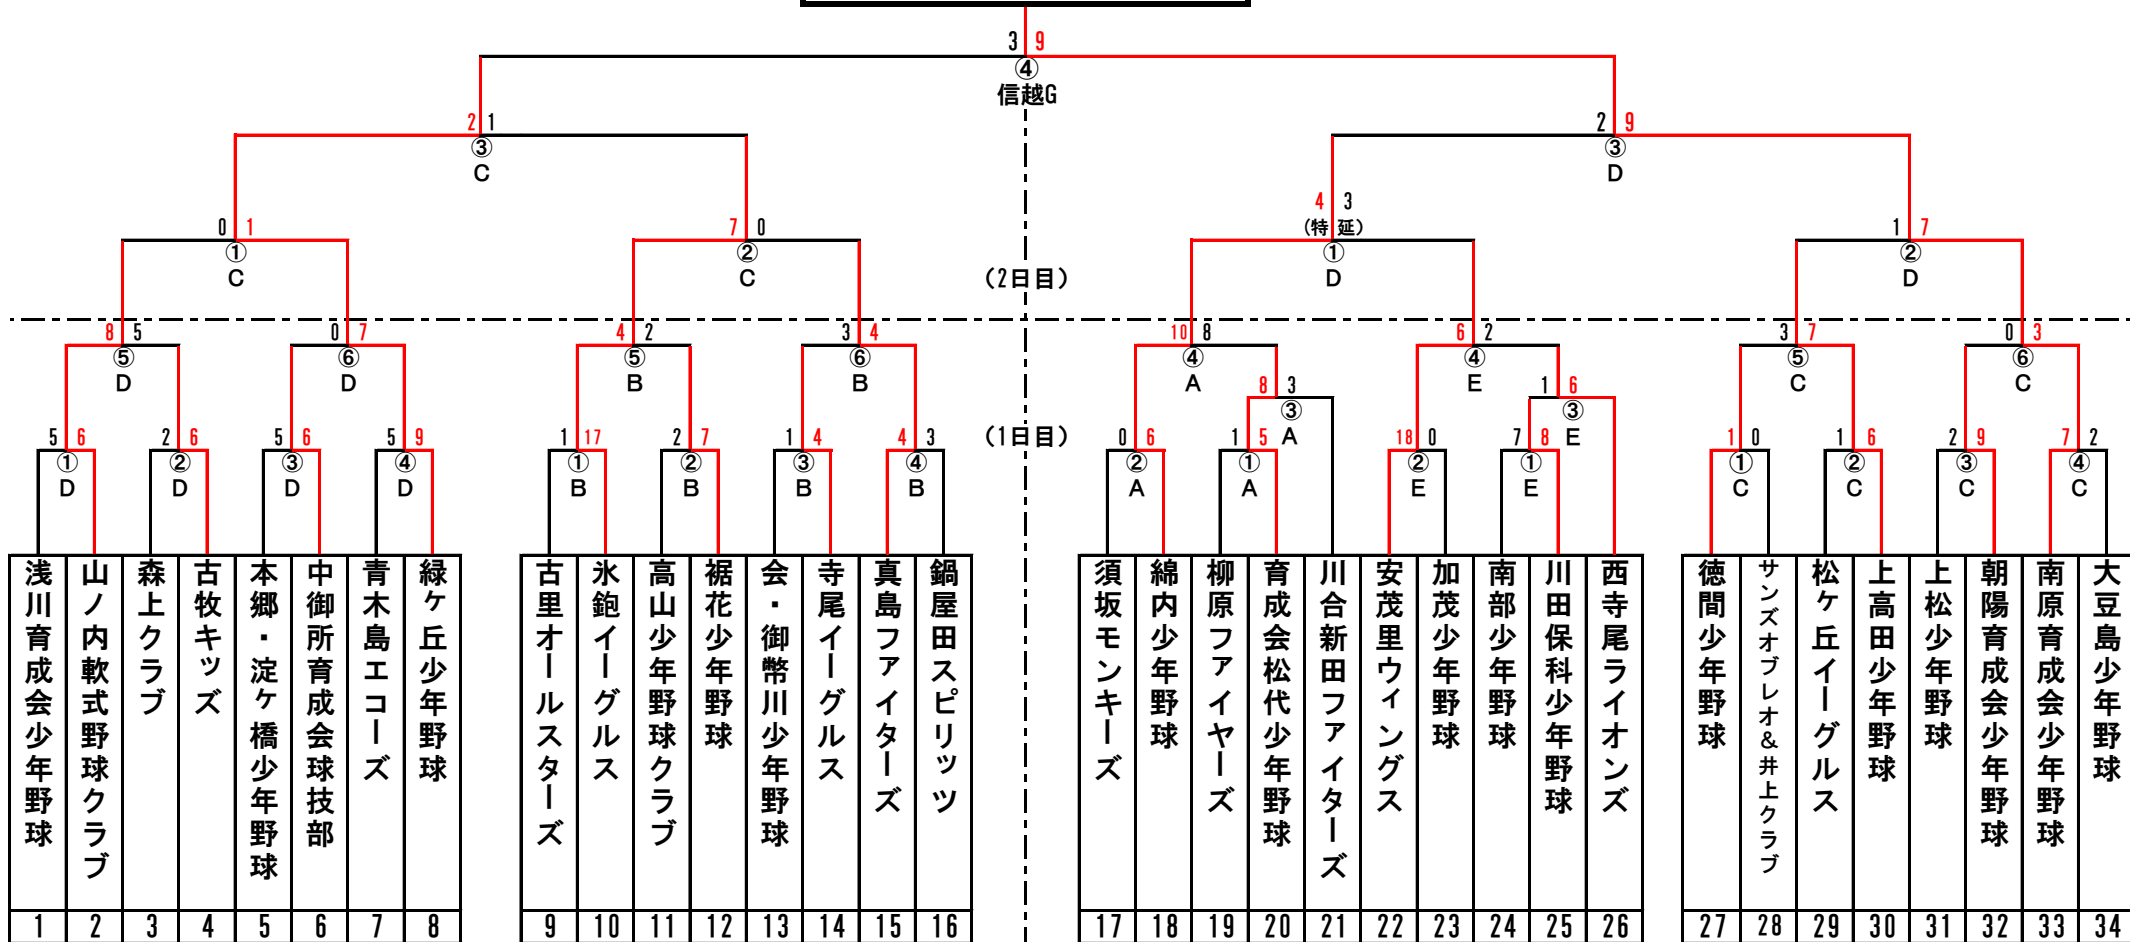 3 9
④
信越G
2 1
③
C
2 9
③
D
0 1
①
C
7 0
②
C
4 3
(特延)
①
D
1 7
②
D
(2日目)
8 5
⑤
D
0 7
⑥
D
4 2
⑤
B
3 4
⑥
B
10 8
④
A
6 2
④
E
3 7
⑤
C
0 3
⑥
C
8 3
③
A
1 6
③
E
(1日目)
5 6
①
D
2 6
②
D
5 6
③
D
5 9
④
D
1 17
①
B
2 7
②
B
1 4
③
B
4 3
④
B
0 6
②
A
1 5
①
A
18 0
②
E
7 8
①
E
1 0
①
C
1 6
②
C
2 9
③
C
7 2
④
C
浅川育成会少年野球
山ノ内軟式野球クラブ
森上クラブ
古牧キッズ
本郷・淀ケ橋少年野球
中御所育成会球技部
青木島エコーズ
緑ケ丘少年野球
古里オールスターズ
氷鉋イーグルス
高山少年野球クラブ
裾花少年野球
会・御幣川少年野球
寺尾イーグルス
真島ファイターズ
鍋屋田スピリッツ
須坂モンキーズ
綿内少年野球
柳原ファイヤーズ
育成会松代少年野球
川合新田ファイターズ
安茂里ウィングス
加茂少年野球
南部少年野球
川田保科少年野球
西寺尾ライオンズ
徳間少年野球
サンズオブレオ&井上クラブ
松ケ丘イーグルス
上高田少年野球
上松少年野球
朝陽育成会少年野球
南原育成会少年野球
大豆島少年野球
1 2 3 4 5 6 7 8 9 10 11 12 13 14 15 16 17 18 19 20 21 22 23 24 25 26 27 28 29 30 31 32 33 34